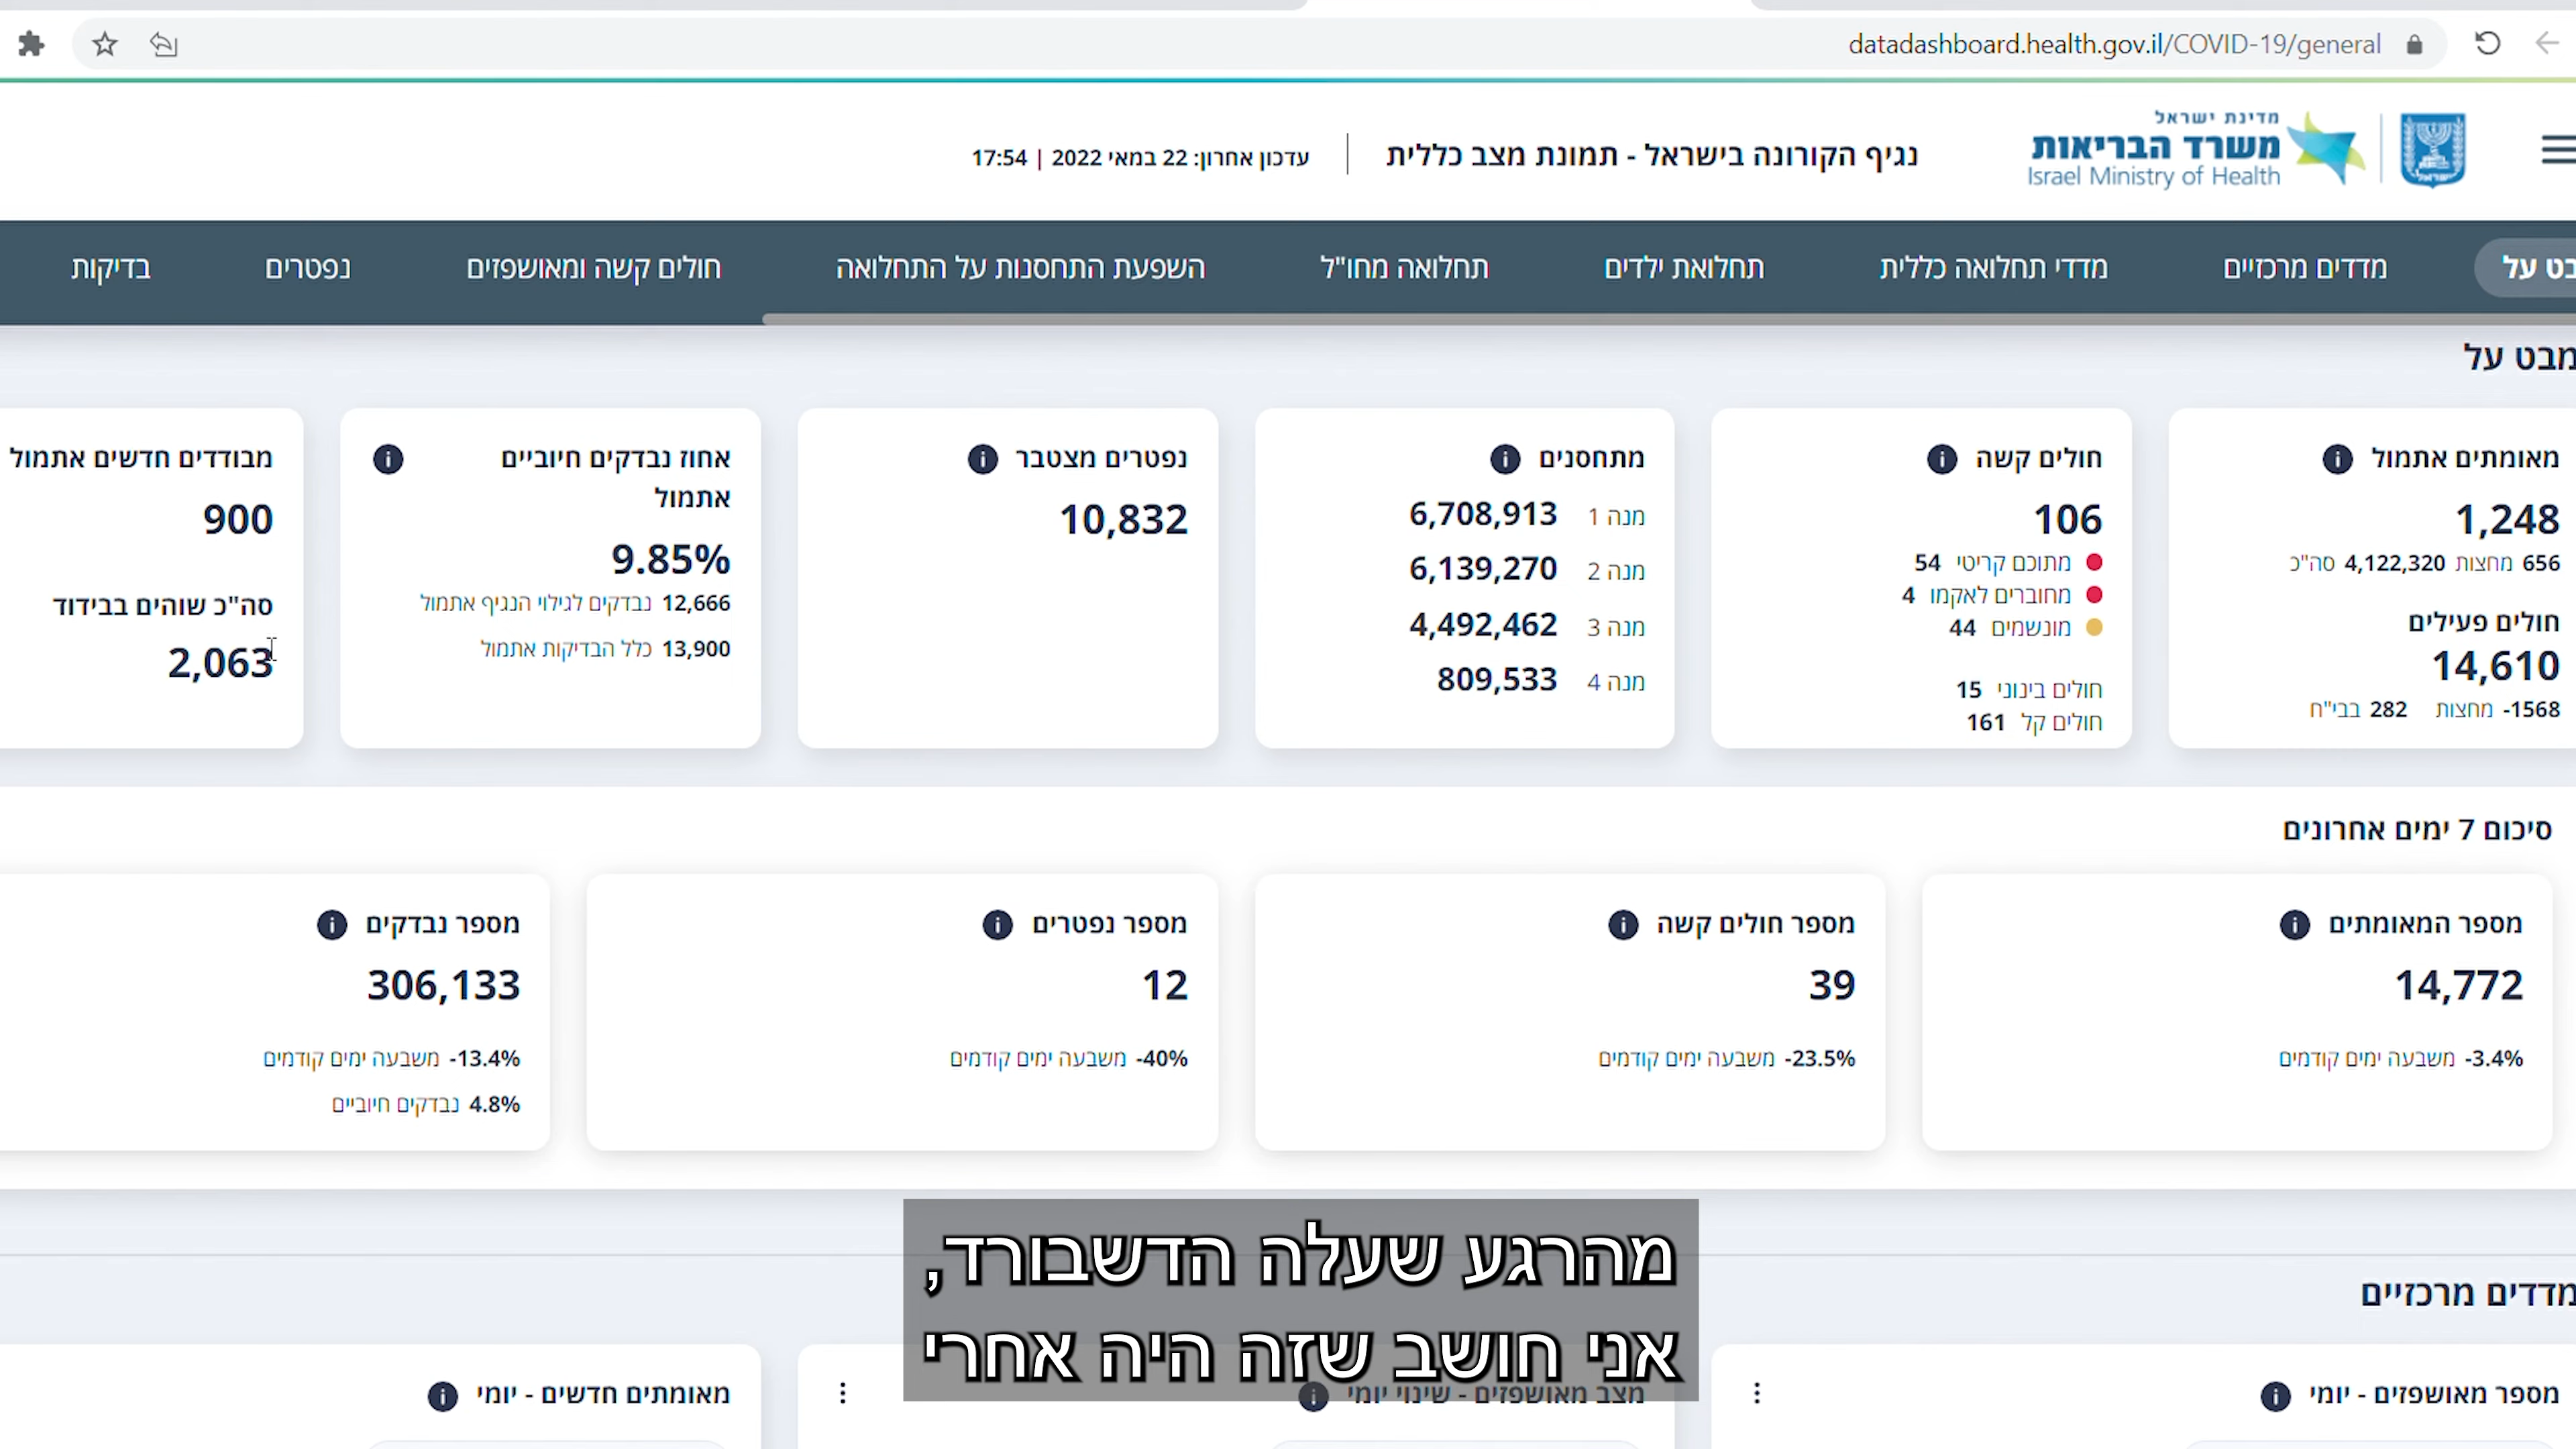 datadashboard.health.gov.il/COVID-19/general
מדינת ישראל
משרד הבריאות
Israel Ministry of Health
נגיף הקורונה בישראל - תמונת מצב כללית
עדכון אחרון: 22 במאי 2022 | 17:54
בט על
מדדים מרכזיים
מדדי תחלואה כללית
תחלואת ילדים
תחלואה מחו"ל
השפעת התחסנות על התחלואה
חולים קשה ומאושפזים
נפטרים
בדיקות
מבט על
מאומתים אתמול
1,248
656 מחצות 4,122,320 סה"כ
חולים פעילים
14,610
-1568 מחצות 282 בבי"ח
חולים קשה
106
מתוכם קריטי 54
מחוברים לאקמו 4
מונשמים 44
חולים בינוני 15
חולים קל 161
מתחסנים
מנה 1 6,708,913
מנה 2 6,139,270
מנה 3 4,492,462
מנה 4 809,533
נפטרים מצטבר
10,832
אחוז נבדקים חיוביים
אתמול
9.85%
12,666 נבדקים לגילוי הנגיף אתמול
13,900 כלל הבדיקות אתמול
מבודדים חדשים אתמול
900
סה"כ שוהים בבידוד
2,063
סיכום 7 ימים אחרונים
מספר המאומתים
14,772
-3.4% משבעה ימים קודמים
מספר חולים קשה
39
-23.5% משבעה ימים קודמים
מספר נפטרים
12
-40% משבעה ימים קודמים
מספר נבדקים
306,133
-13.4% משבעה ימים קודמים
4.8% נבדקים חיוביים
מהרגע שעלה הדשבורד,
אני חושב שזה היה אחרי
מדדים מרכזיים
מספר מאושפזים - יומי
מצב מאושפזים - שינוי יומי
מאומתים חדשים - יומי